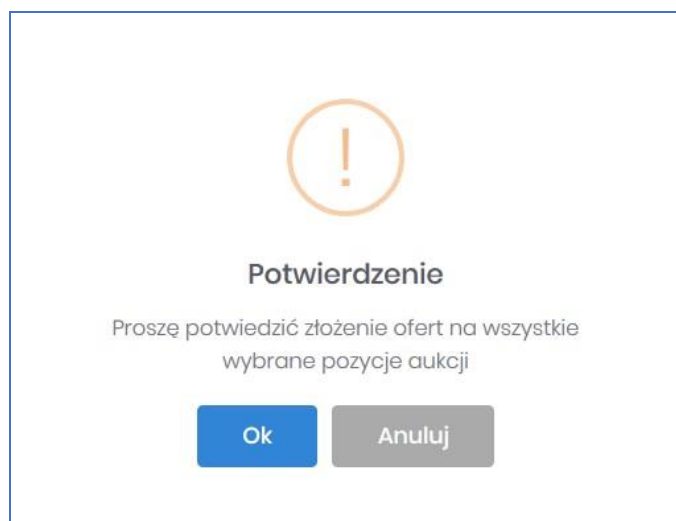 !
Potwierdzenie
Proszę potwiedzić złożenie ofert na wszystkie
wybrane pozycje aukcji
Ok
Anuluj